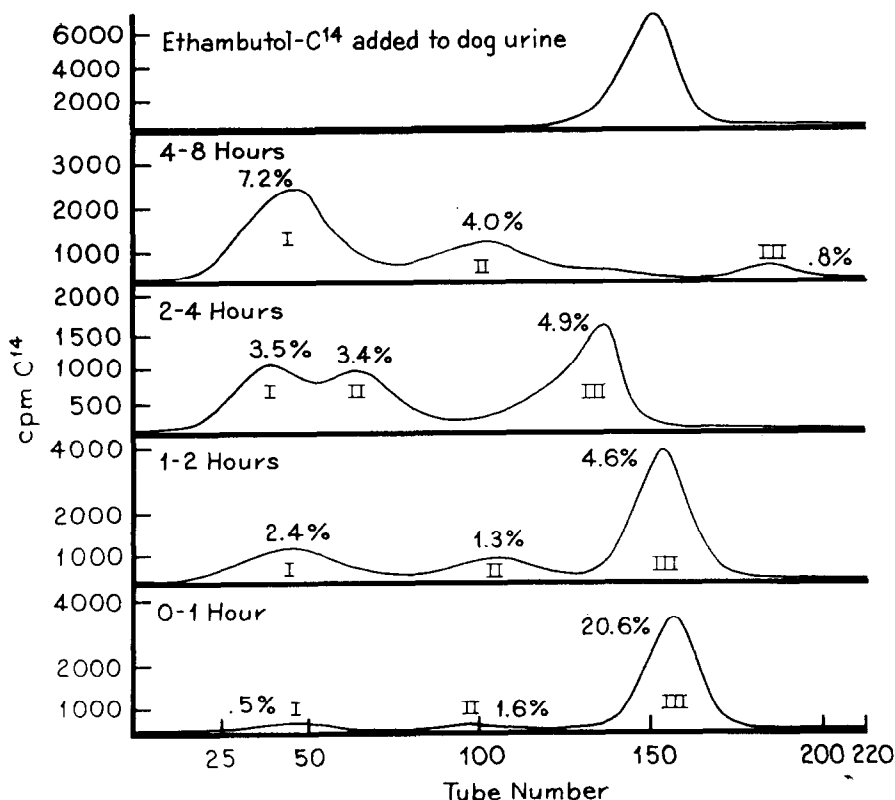 Ethambutol-C14 added to dog urine
6000
4000
2000
4-8 Hours
3000
2000
1000
7.2%
I
4.0%
II
III
.8%
2-4 Hours
2000
1500
1000
500
3.5%
I
3.4%
II
4.9%
III
1-2 Hours
4000
2000
1000
2.4%
I
1.3%
II
4.6%
III
0-1 Hour
4000
2000
1000
.5%
I
II
1.6%
20.6%
III
25 50 100 150 200 220
Tube Number
cpm C14